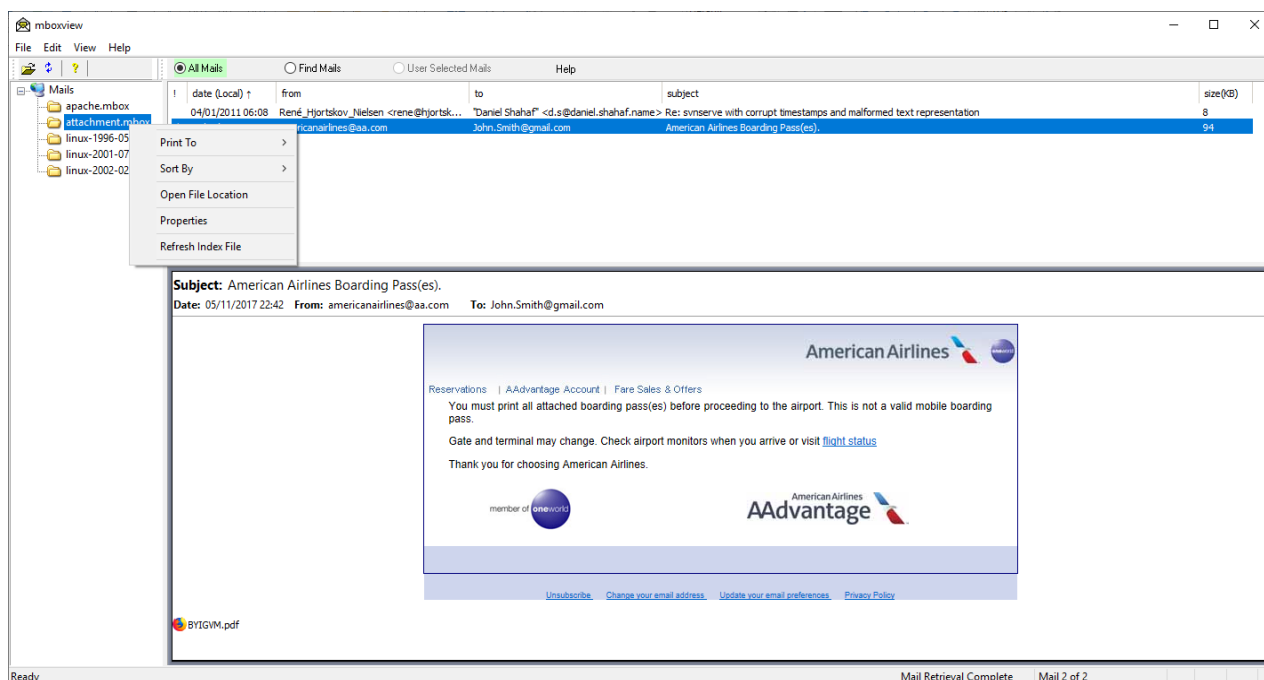 mboxview
File Edit View Help
All Mails Find Mails User Selected Mails Help
Mails
apache.mbox
attachment.mbox
linux-1996-05
linux-2001-07
linux-2002-02
! date (Local) ↑ from to subject size(KB)
04/01/2011 06:08 René_Hjortskov_Nielsen <rene@hjortsk... "Daniel Shahaf" <d.s@daniel.shahaf.name> Re: svnserve with corrupt timestamps and malformed text representation 8
ricanairlines@aa.com John.Smith@gmail.com American Airlines Boarding Pass(es). 94
Print To
Sort By
Open File Location
Properties
Refresh Index File
Subject: American Airlines Boarding Pass(es).
Date: 05/11/2017 22:42 From: americanairlines@aa.com To: John.Smith@gmail.com
American Airlines oneworld
Reservations | AAdvantage Account | Fare Sales & Offers
You must print all attached boarding pass(es) before proceeding to the airport. This is not a valid mobile boarding
pass.
Gate and terminal may change. Check airport monitors when you arrive or visit flight status
Thank you for choosing American Airlines.
member of oneworld
American Airlines
AAdvantage
Unsubscribe Change your email address Update your email preferences Privacy Policy
BYIGVM.pdf
Ready Mail Retrieval Complete Mail 2 of 2